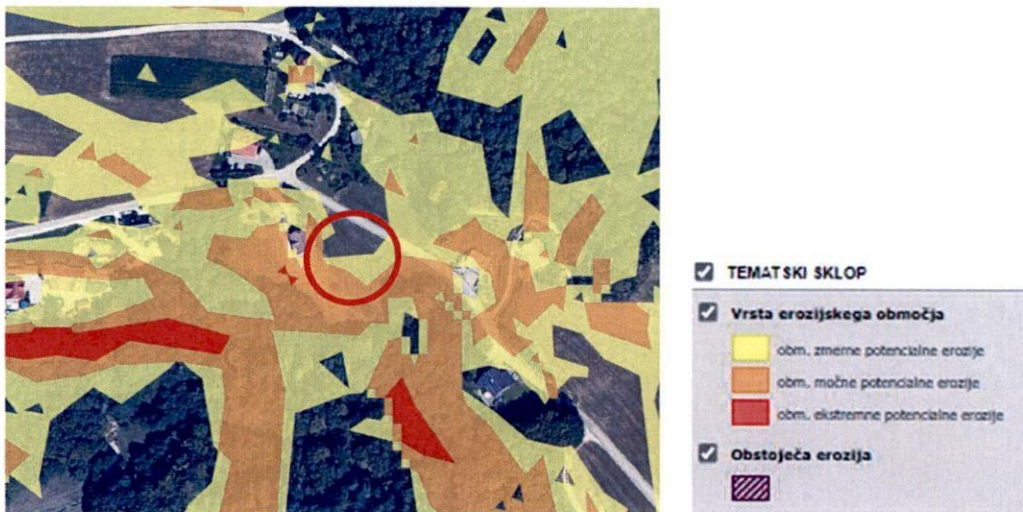 TEMATSKI SKLOP
Vrsta erozijskega območja
obm. zmerne potencialne erozije
obm. močne potencialne erozije
obm. ekstremne potencialne erozije
Obstoječa erozija